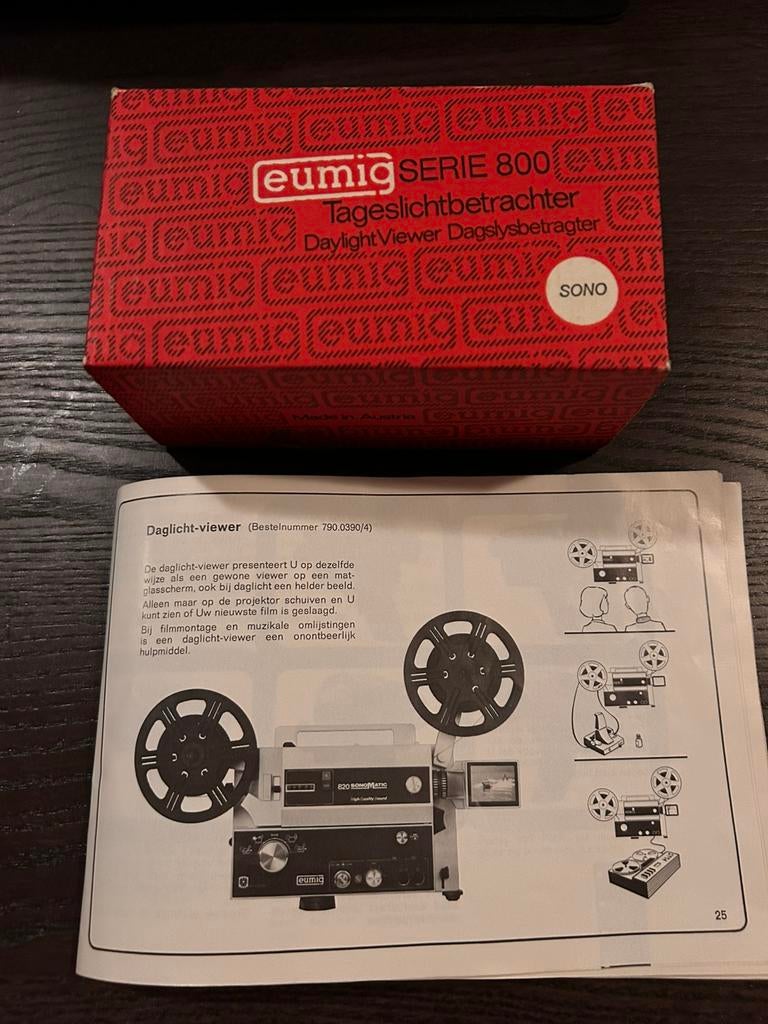 eumig SERIE 800
Tageslichtbetrachter
Daylight Viewer Dagslysbetragter
SONO
Made in Austria
Daglicht-viewer (Bestelnummer 790.0390/4)
De daglicht-viewer presenteert U op dezelfde
wijze als een gewone viewer op een mat-
glasscherm, ook bij daglicht een helder beeld.
Alleen maar op de projektor schuiven en U
kunt zien of Uw nieuwste film is geslaagd.
Bij filmmontage en muzikale omlijstingen
is een daglicht-viewer een onontbeerlijk
hulpmiddel.
820 SONOMATIC
High Quality Sound
eumig
25